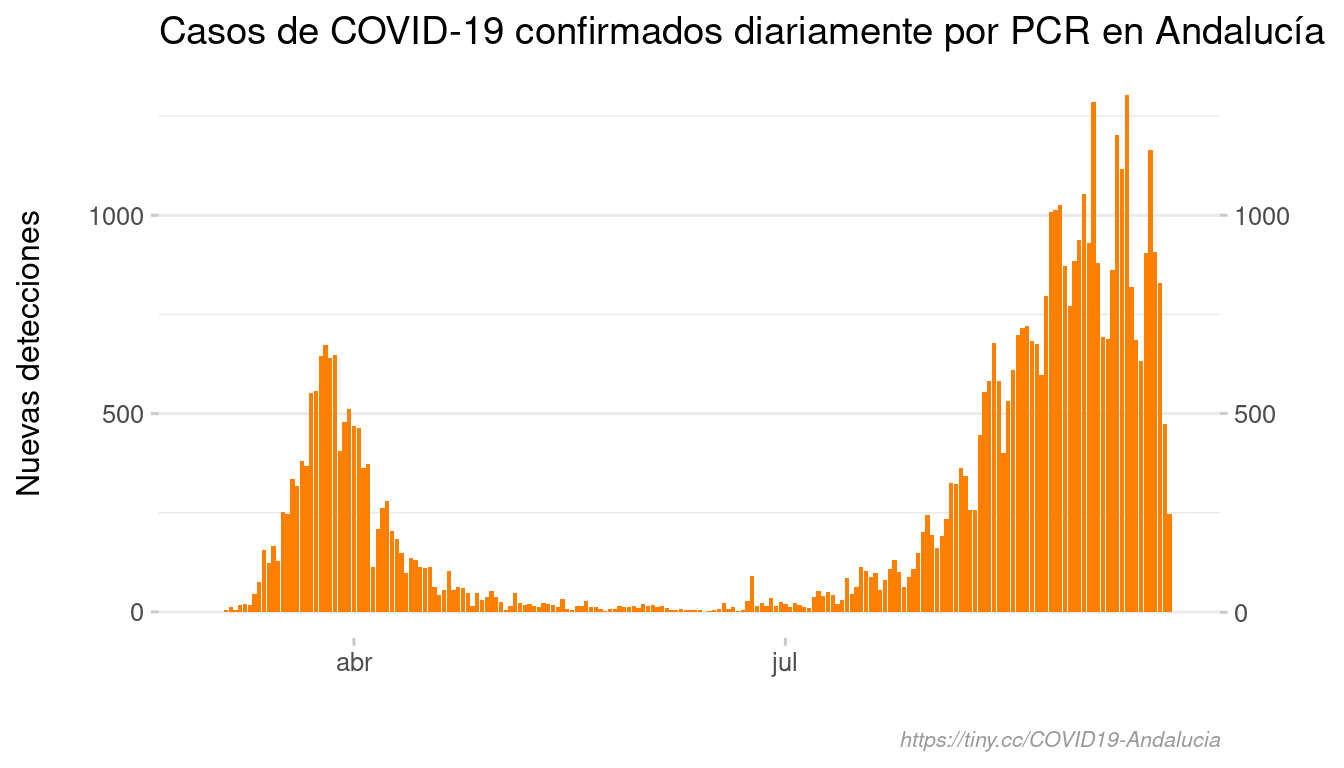 Casos de COVID-19 confirmados diariamente por PCR en Andalucía
Nuevas detecciones
1000
500
0
1000
500
0
abr
jul
https://tiny.cc/COVID19-Andalucia